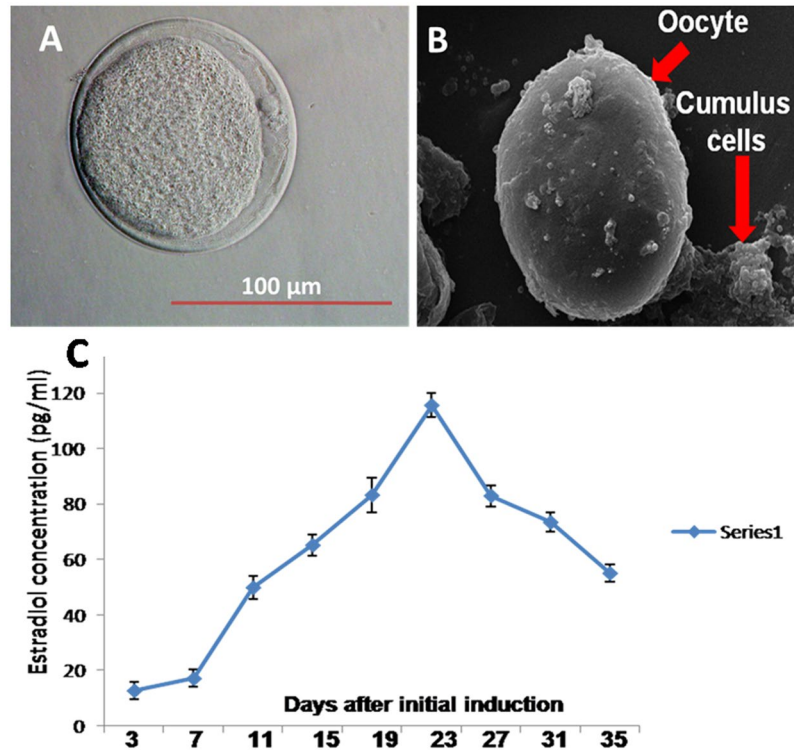 A
100 µm
B
Oocyte
Cumulus
cells
C
Estradiol concentration (pg/ml)
120
100
80
60
40
20
0
Days after initial induction
3 7 11 15 19 23 27 31 35
Series1